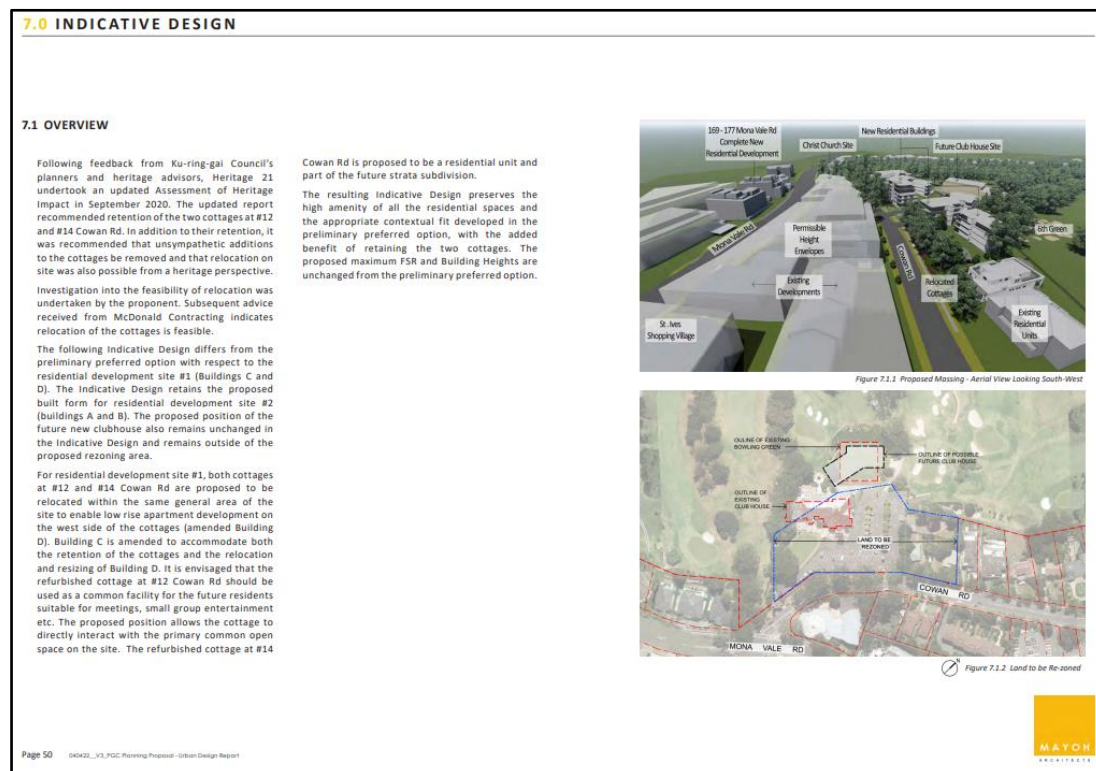 7.0 INDICATIVE DESIGN
7.1 OVERVIEW
Following feedback from Ku-ring-gai Council's
planners and heritage advisors, Heritage 21
undertook an updated Assessment of Heritage
Impact in September 2020. The updated report
recommended retention of the two cottages at #12
and #14 Cowan Rd. In addition to their retention, it
was recommended that unsympathetic additions
to the cottages be removed and that relocation on
site was also possible from a heritage perspective.
Investigation into the feasibility of relocation was
undertaken by the proponent. Subsequent advice
received from McDonald Contracting indicates
relocation of the cottages is feasible.
The following Indicative Design differs from the
preliminary preferred option with respect to the
residential development site #1 (Buildings C and
D). The Indicative Design retains the proposed
built form for residential development site #2
(buildings A and B). The proposed position of the
future new clubhouse also remains unchanged in
the Indicative Design and remains outside of the
proposed rezoning area.
For residential development site #1, both cottages
at #12 and #14 Cowan Rd are proposed to be
relocated within the same general area of the
site to enable low rise apartment development on
the west side of the cottages (amended Building
D). Building C is amended to accommodate both
the retention of the cottages and the relocation
and resizing of Building D. It is envisaged that the
refurbished cottage at #12 Cowan Rd should be
used as a common facility for the future residents
suitable for meetings, small group entertainment
etc. The proposed position allows the cottage to
directly interact with the primary common open
space on the site. The refurbished cottage at #14
Cowan Rd is proposed to be a residential unit and
part of the future strata subdivision.
The resulting Indicative Design preserves the
high amenity of all the residential spaces and
the appropriate contextual fit developed in the
preliminary preferred option, with the added
benefit of retaining the two cottages. The
proposed maximum FSR and Building Heights are
unchanged from the preliminary preferred option.
169 - 177 Mona Vale Rd
Complete New
Residential Development
Christ Church Site
New Residential Buildings
Future Club House Site
Mona Vale Rd
Permissible
Height
Envelopes
6th Green
Cowan Rd
Existing
Developments
Relocated
Cottages
St. Ives
Shopping Village
Existing
Residential
Units
Figure 7.1.1 Proposed Massing - Aerial View Looking South-West
OULINE OF EXISTING
BOWLING GREEN
OUTLINE OF POSSIBLE
FUTURE CLUB HOUSE
OUTLINE OF
EXISTING
CLUB HOUSE
LAND TO BE
REZONED
COWAN RD
MONA VALE RD
N
Figure 7.1.2 Land to be Re-zoned
MAYOH
ARCHITECTS
Page 50
040422__V3_PGC Planning Proposal - Urban Design Report